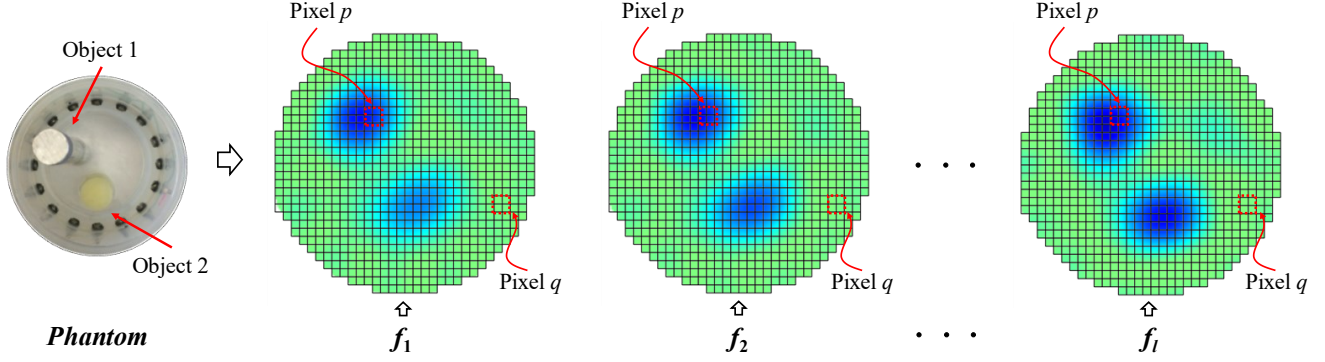 Pixel p
Pixel p
Pixel p
Object 1
Object 2
Pixel q
Pixel q
Pixel q
. . .
Phantom
f1
f2
. . .
fl